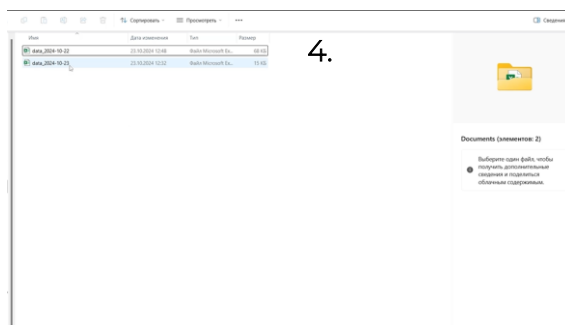 Сортировать Просмотреть ••• Сведения
4.
Имя Дата изменения Тип Размер
data_2024-10-22 23.10.2024 12:48 Файл Microsoft Ex... 68 КБ
data_2024-10-23 23.10.2024 12:52 Файл Microsoft Ex... 15 КБ
Documents (элементов: 2)
Выберите один файл, чтобы
получить дополнительные
сведения и поделиться
облачным содержимым.